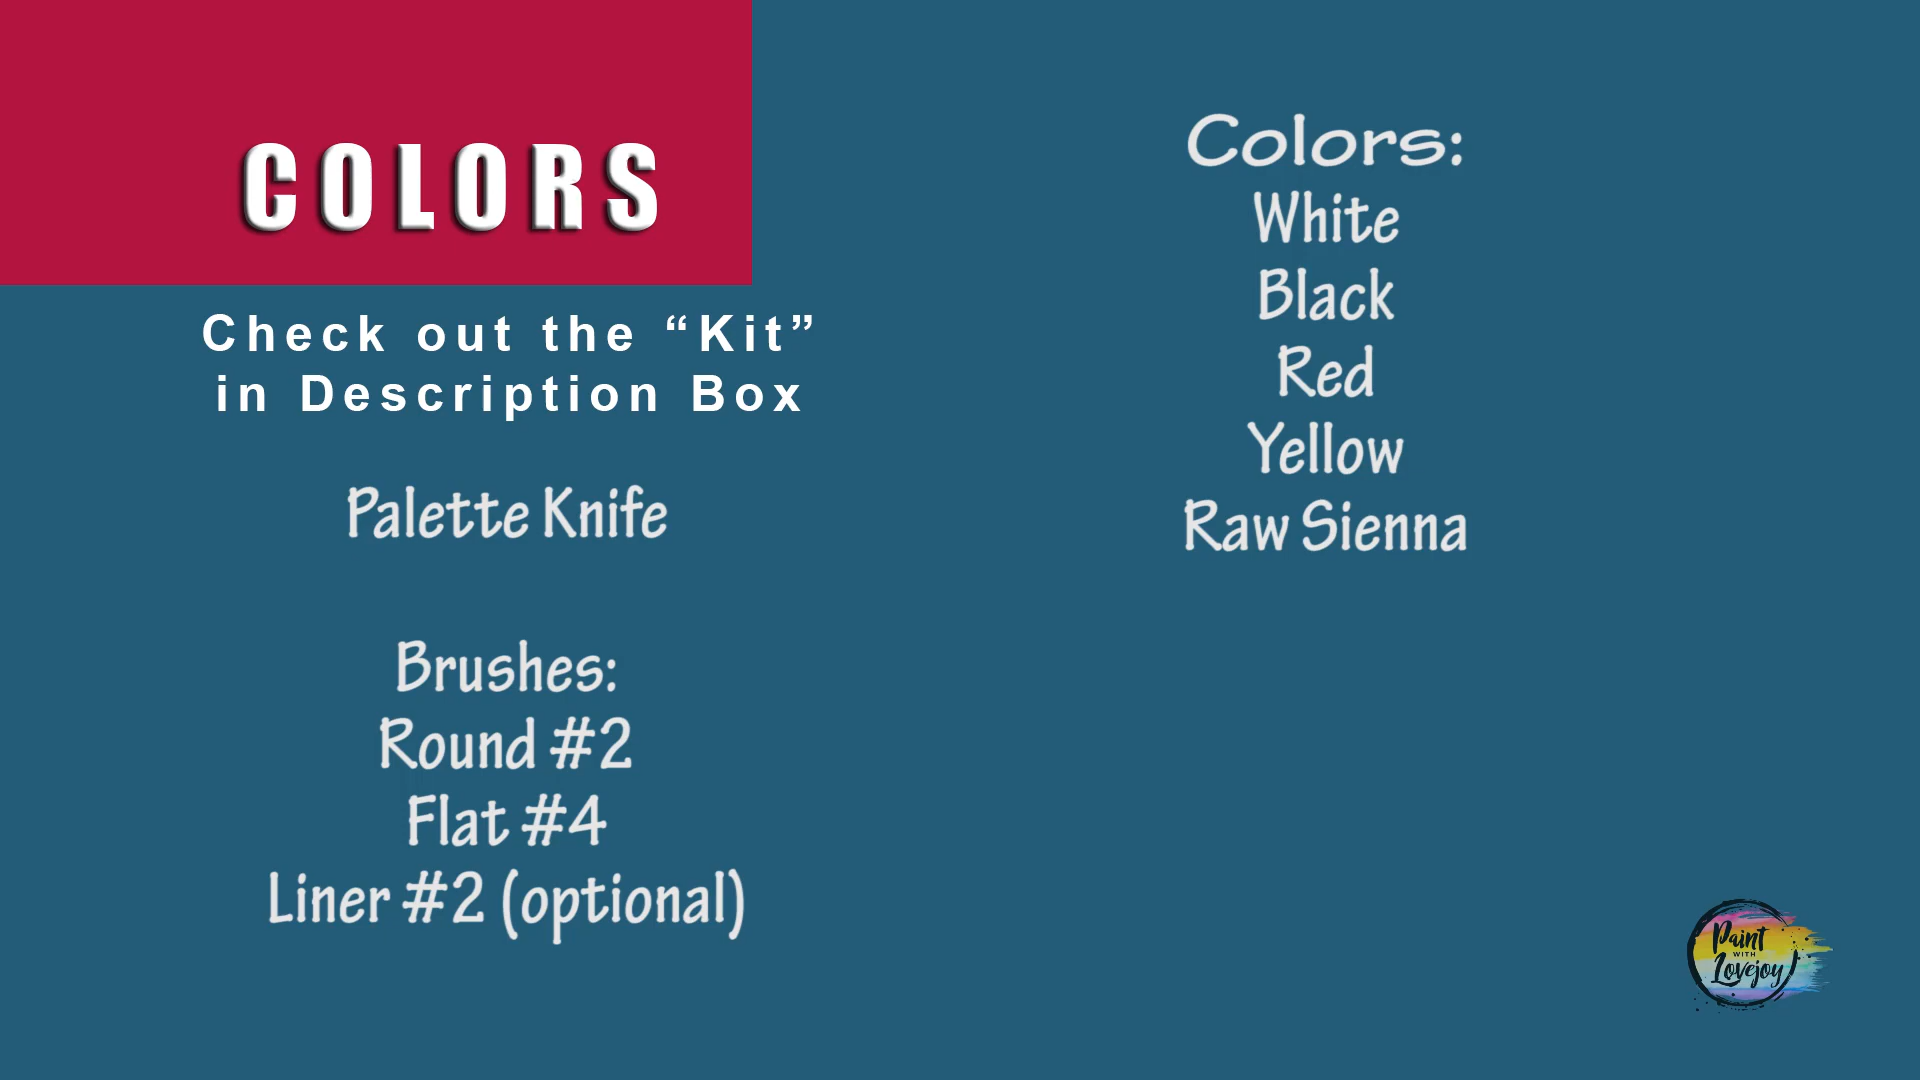 COLORS
Check out the “Kit”
in Description Box
Palette Knife
Brushes:
Round #2
Flat #4
Liner #2 (optional)
Colors:
White
Black
Red
Yellow
Raw Sienna
Paint
WITH
Lovejoy